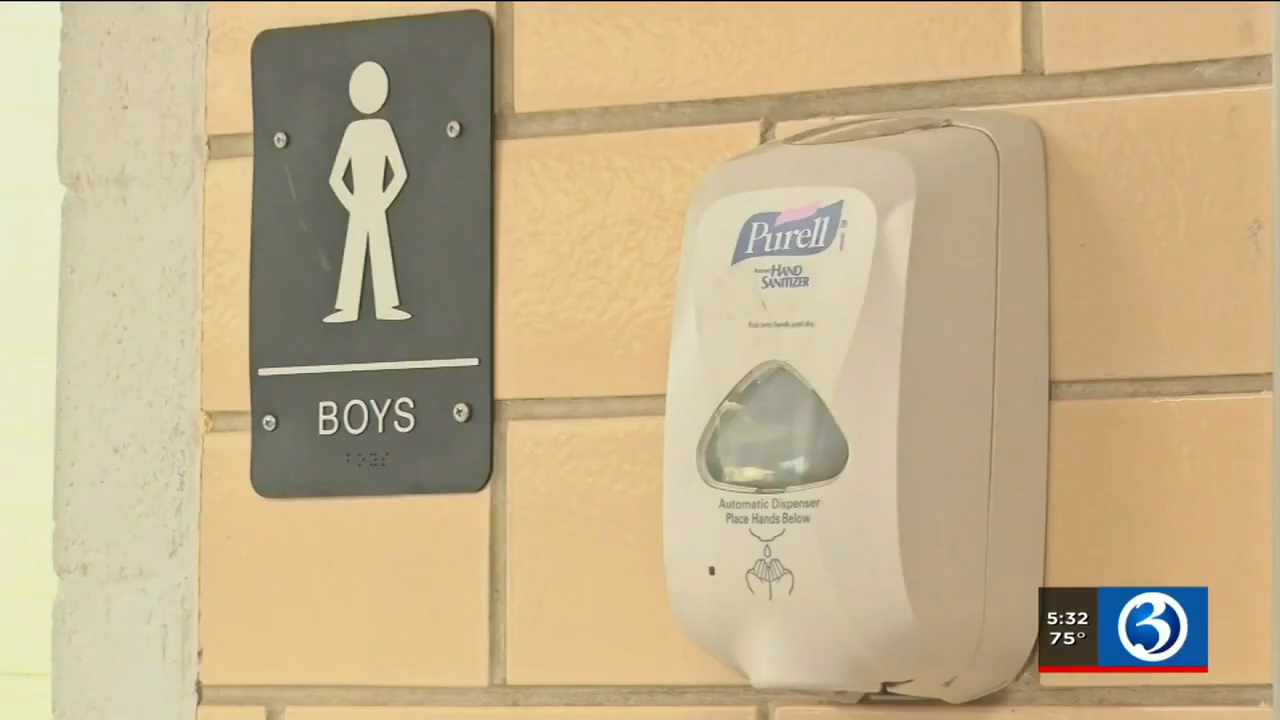 BOYS
Purell
HAND
SANITIZER
Automatic Dispenser
Place Hands Below
5:32
75°
3